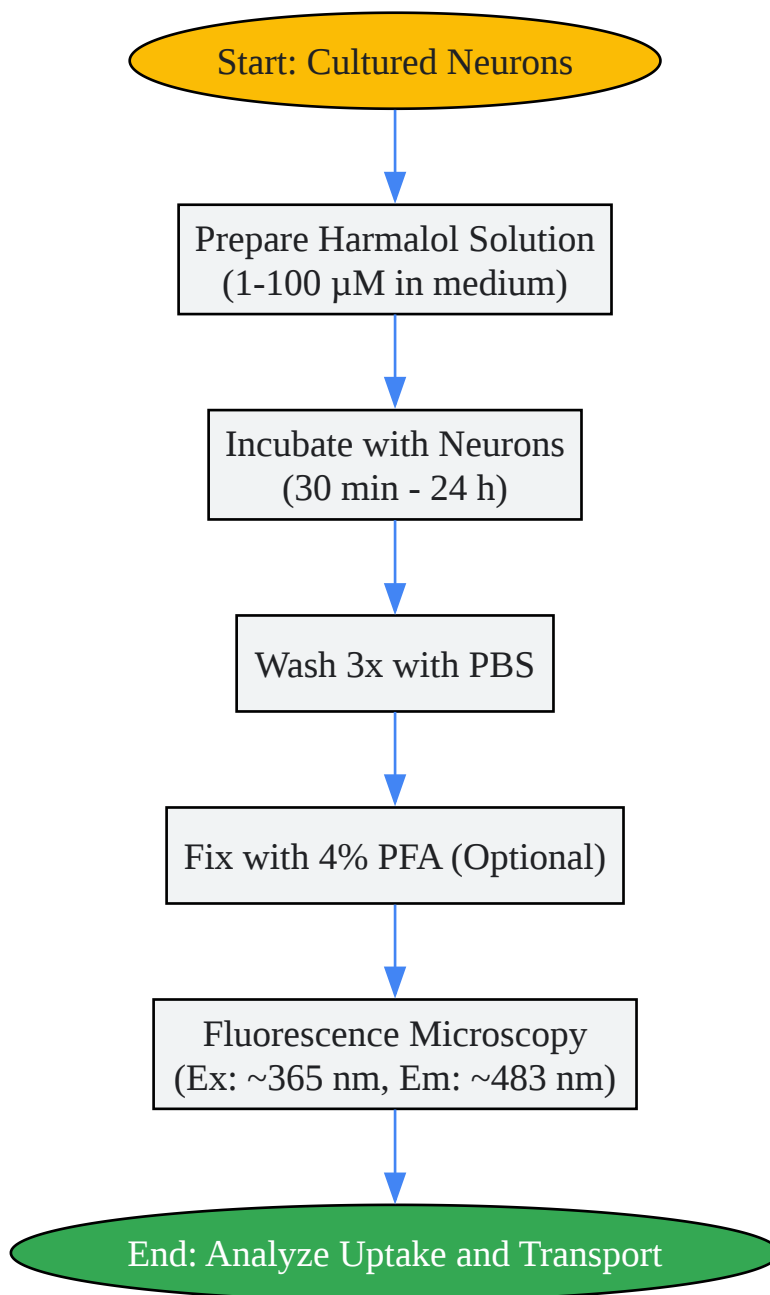 Start: Cultured Neurons
Prepare Harmalol Solution
(1-100 µM in medium)
Incubate with Neurons
(30 min - 24 h)
Wash 3x with PBS
Fix with 4% PFA (Optional)
Fluorescence Microscopy
(Ex: ~365 nm, Em: ~483 nm)
End: Analyze Uptake and Transport